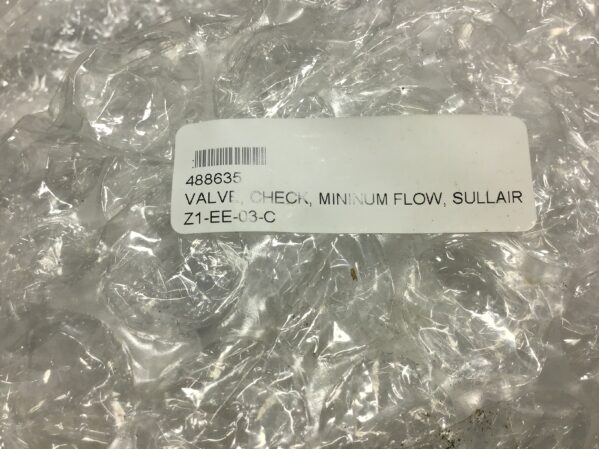 488635
VALVE, CHECK, MININUM FLOW, SULLAIR
Z1-EE-03-C